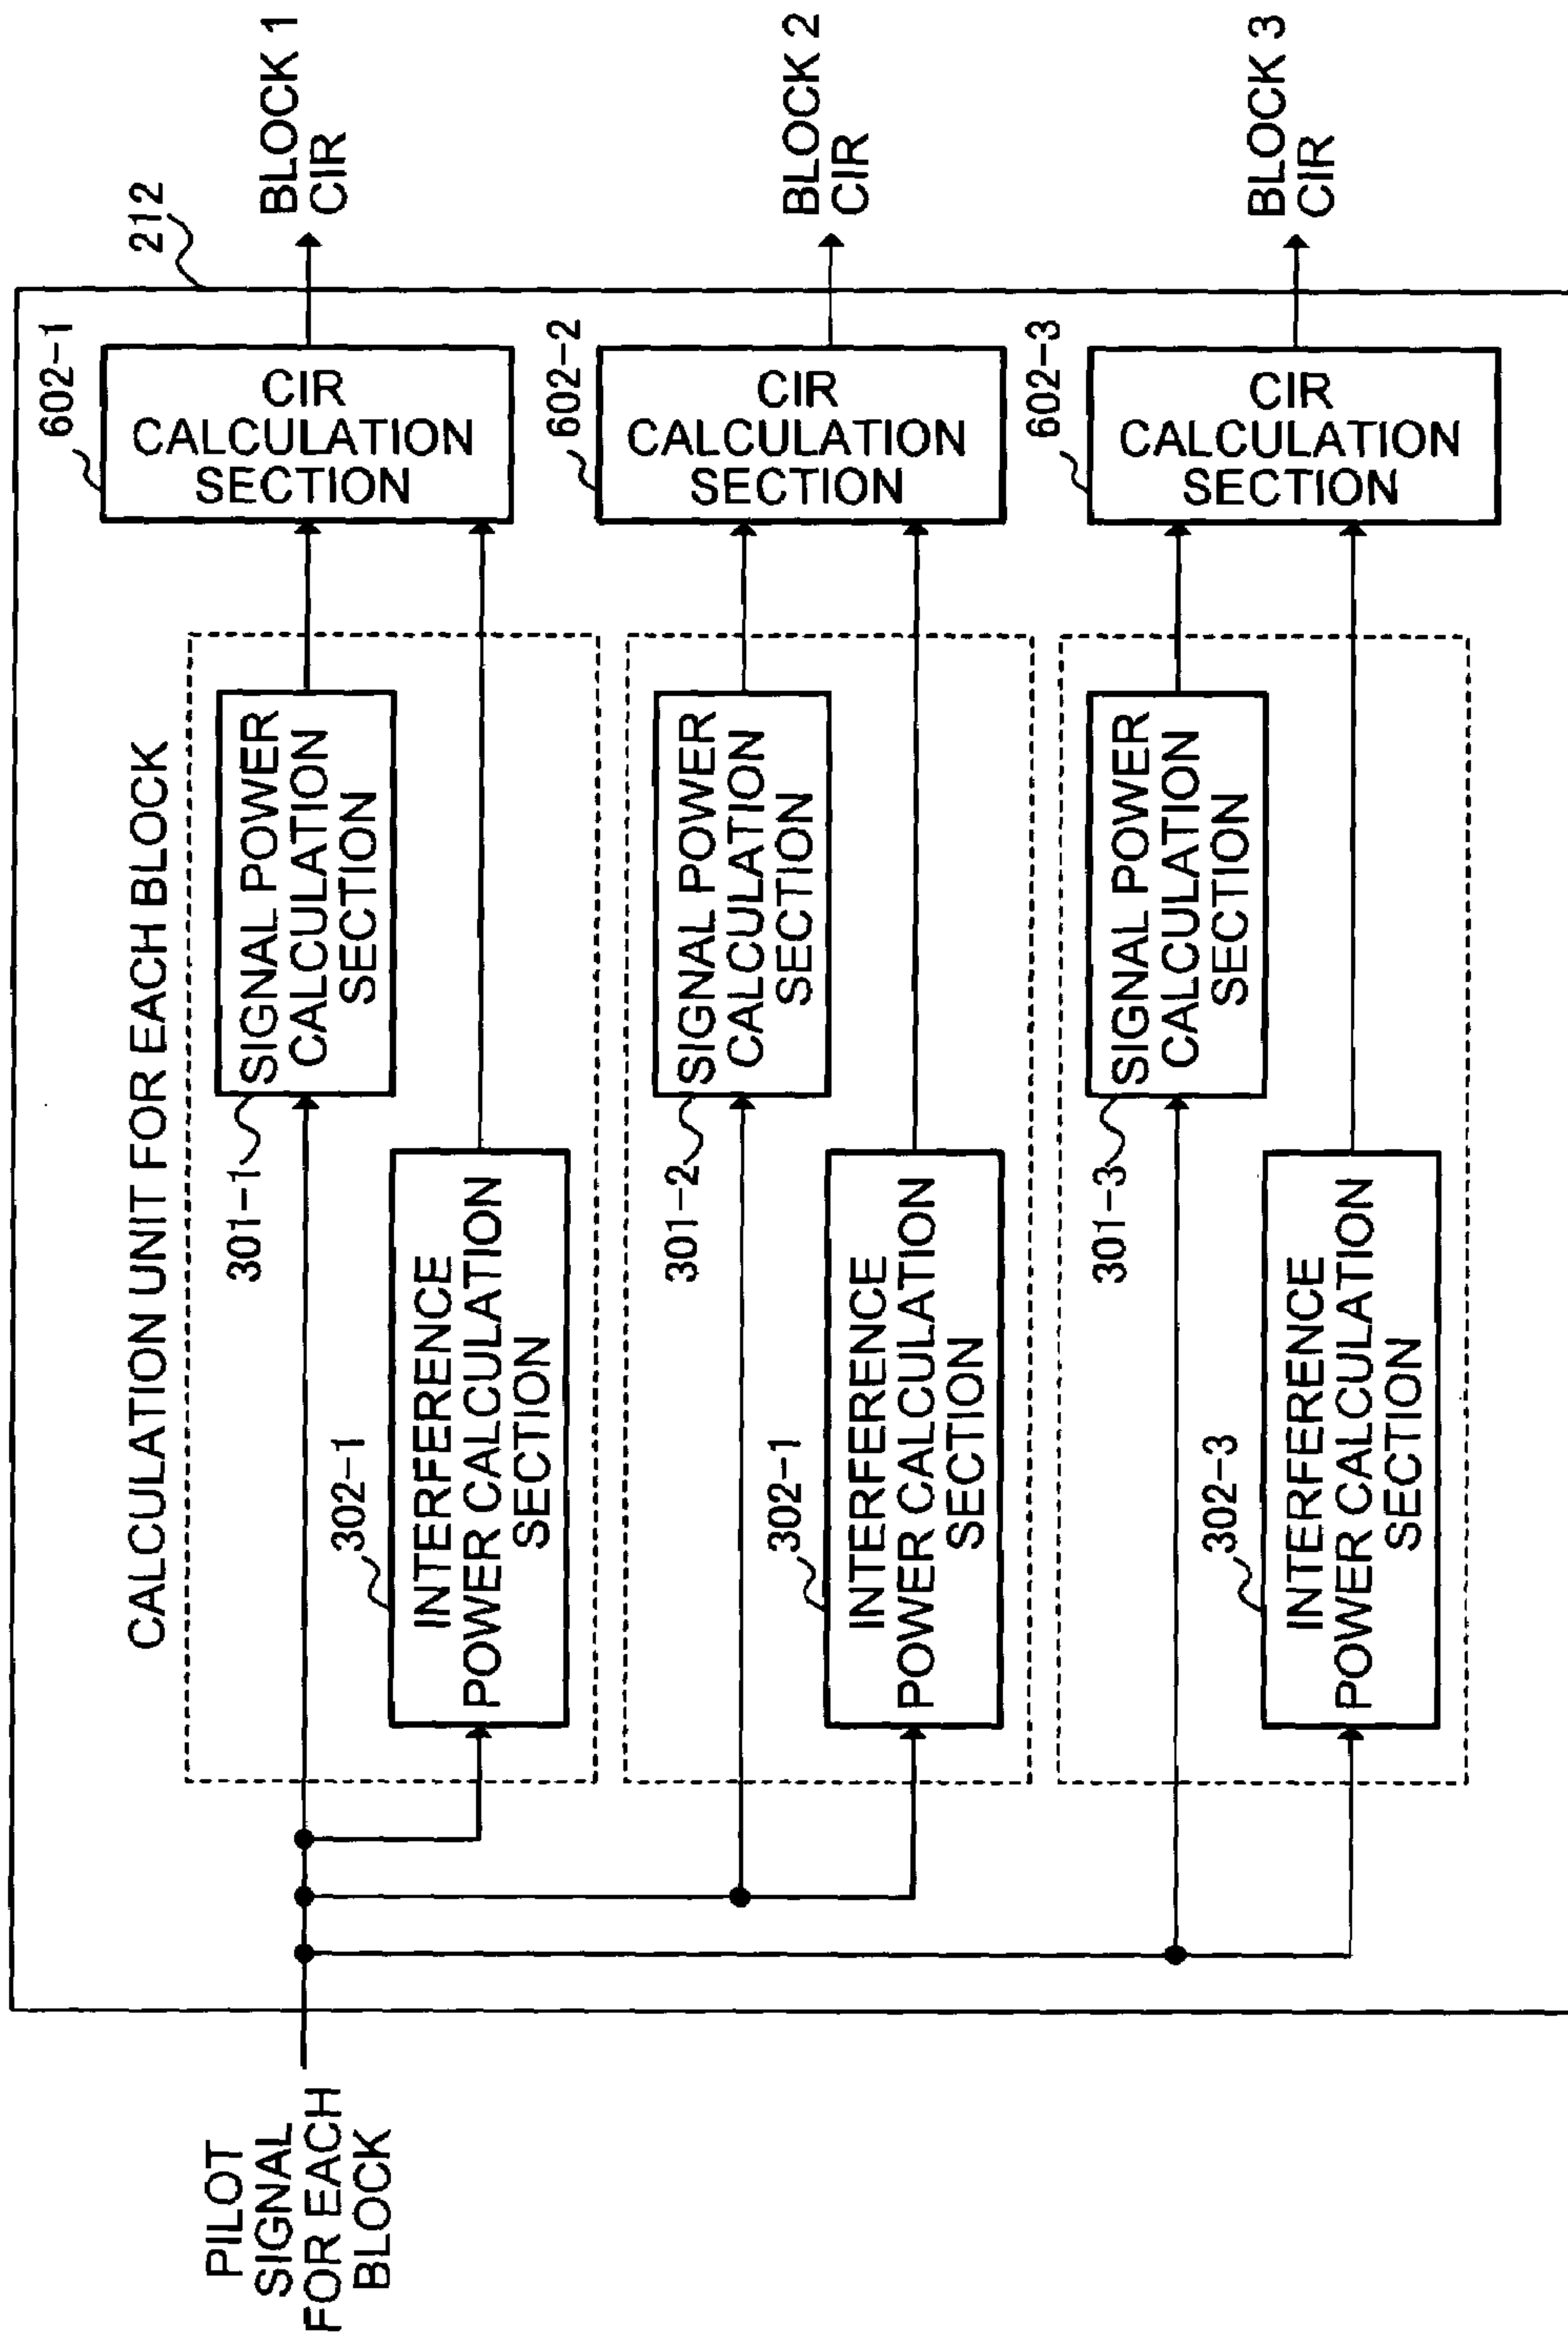 212
CALCULATION UNIT FOR EACH BLOCK
PILOT
SIGNAL
FOR EACH
BLOCK
301-1
SIGNAL POWER
CALCULATION
SECTION
302-1
INTERFERENCE
POWER CALCULATION
SECTION
602-1
CIR
CALCULATION
SECTION
BLOCK 1
CIR
301-2
SIGNAL POWER
CALCULATION
SECTION
302-1
INTERFERENCE
POWER CALCULATION
SECTION
602-2
CIR
CALCULATION
SECTION
BLOCK 2
CIR
301-3
SIGNAL POWER
CALCULATION
SECTION
302-3
INTERFERENCE
POWER CALCULATION
SECTION
602-3
CIR
CALCULATION
SECTION
BLOCK 3
CIR